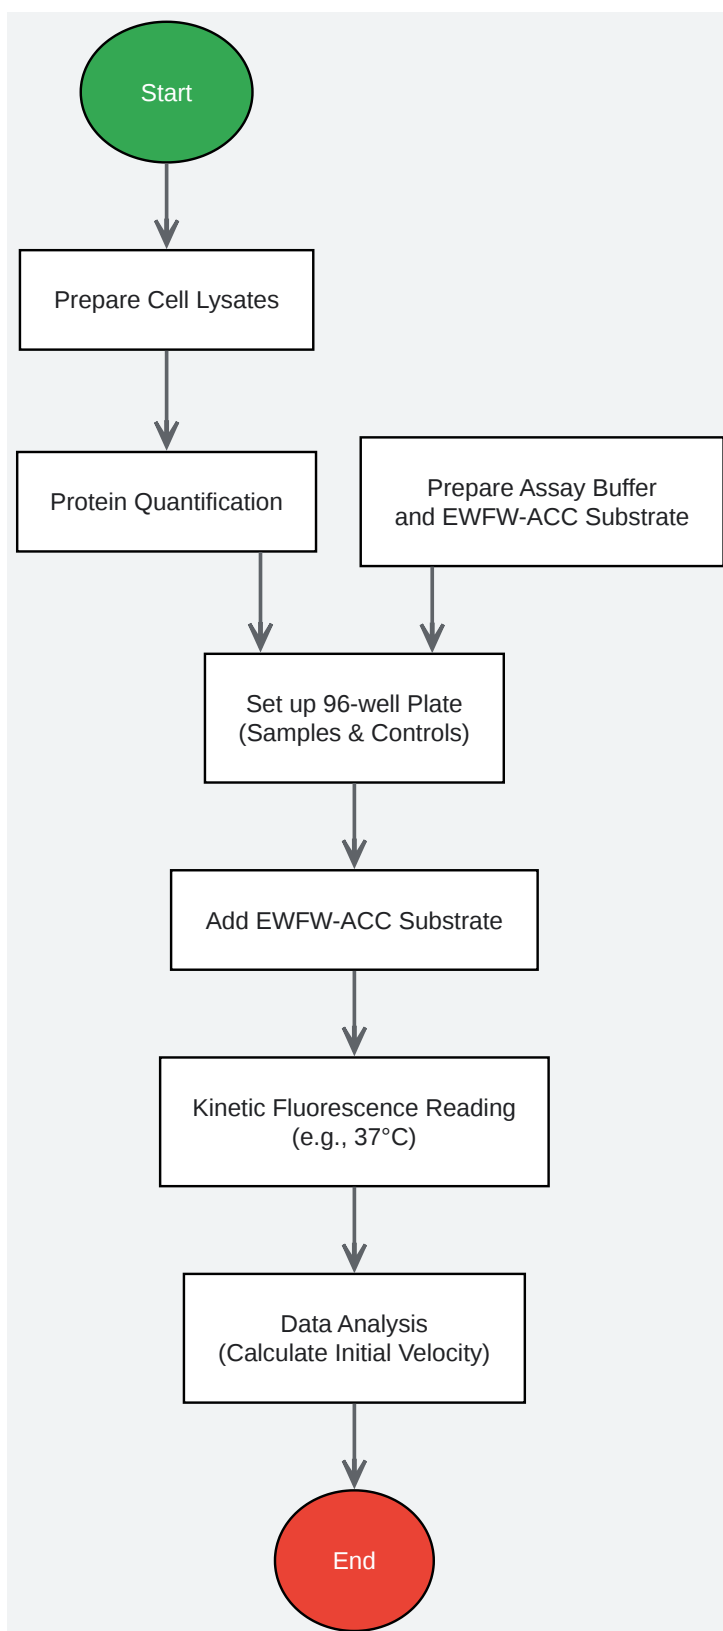 Start
Prepare Cell Lysates
Protein Quantification
Prepare Assay Buffer
and EWFW-ACC Substrate
Set up 96-well Plate
(Samples & Controls)
Add EWFW-ACC Substrate
Kinetic Fluorescence Reading
(e.g., 37°C)
Data Analysis
(Calculate Initial Velocity)
End